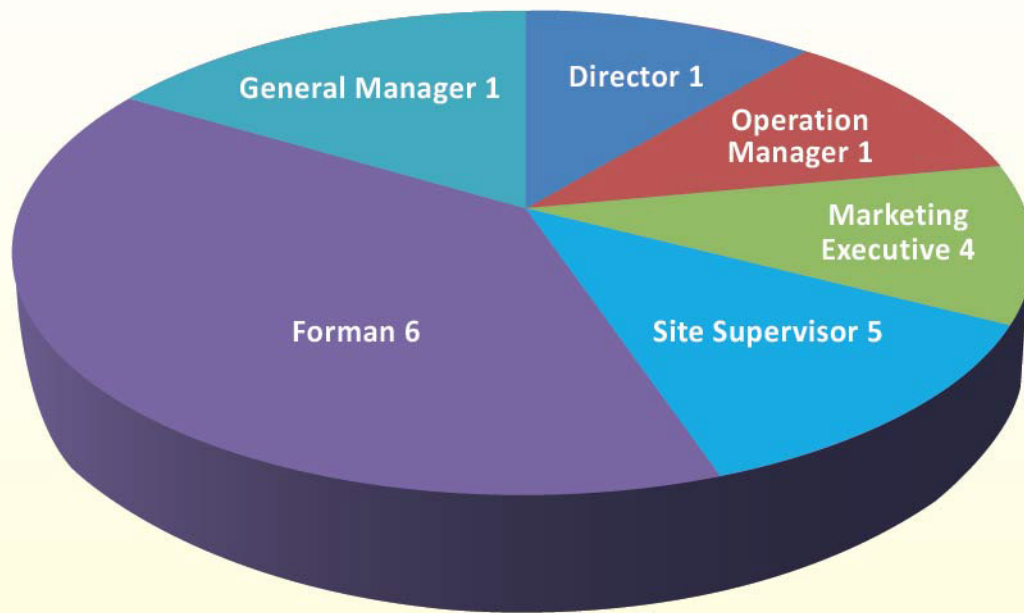 General Manager 1
Director 1
Operation
Manager 1
Marketing
Executive 4
Forman 6
Site Supervisor 5